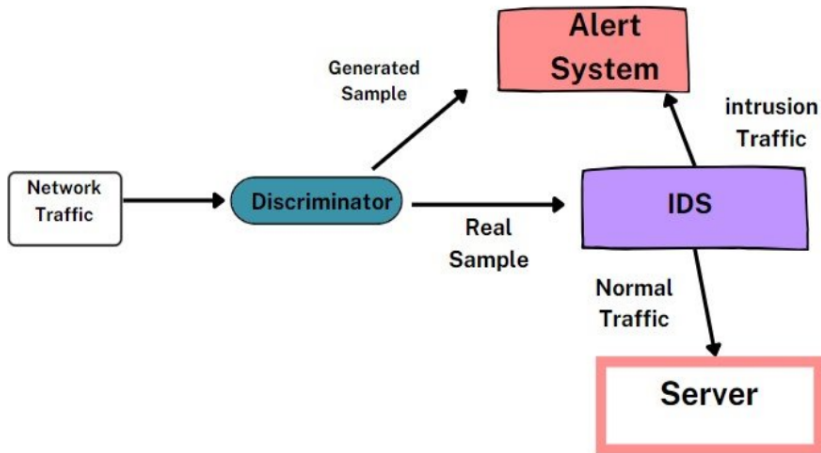 Alert
System
Generated
Sample
intrusion
Traffic
Network
Traffic
Discriminator
IDS
Real
Sample
Normal
Traffic
Server